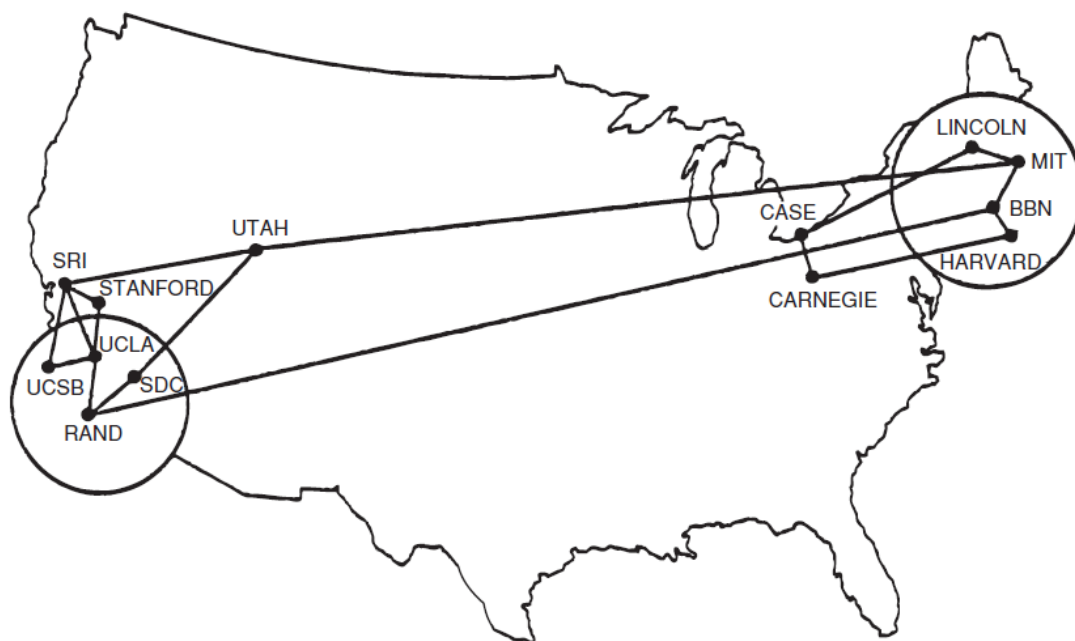 LINCOLN
MIT
CASE
BBN
UTAH
HARVARD
SRI
STANFORD
CARNEGIE
UCLA
UCSB
SDC
RAND